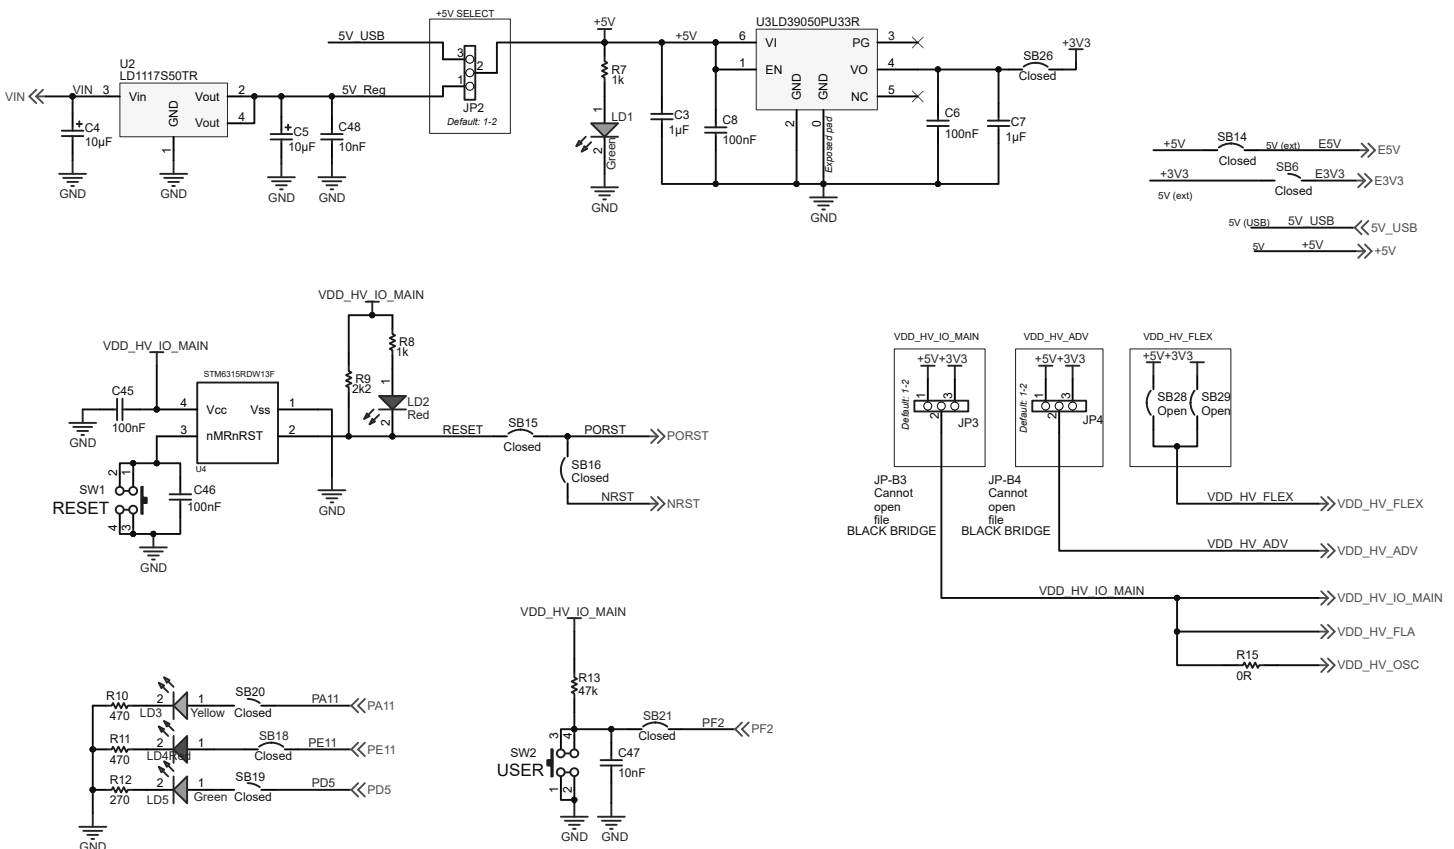 +5V SELECT
5V_USB
3
2
1
JP2
Default: 1-2
U2
LD1117S50TR
VIN
VIN
3
Vin
GND
Vout
Vout
2
4
1
5V_Reg
+
C4
10µF
GND
GND
+
C5
10µF
GND
C48
10nF
GND
+5V
R7
1k
1
LD1
2
Green
GND
+5V
C3
1µF
C8
100nF
U3LD39050PU33R
6
VI
PG
3
1
EN
VO
4
NC
5
GND
GND
2
0
Exposed pad
GND
C6
100nF
C7
1µF
SB26
Closed
+3V3
+5V
SB14
Closed
5V (ext)
E5V
E5V
+3V3
5V (ext)
SB6
Closed
E3V3
E3V3
5V (USB)
5V_USB
5V_USB
5V
+5V
+5V
VDD_HV_IO_MAIN
VDD_HV_IO_MAIN
STM6315RDW13F
C45
100nF
GND
4
Vcc
Vss
1
3
nMRnRST
2
U4
2
1
SW1
RESET
4
3
C46
100nF
GND
GND
R9
2k2
R8
1k
1
LD2
Red
2
RESET
SB15
Closed
PORST
PORST
SB16
Closed
NRST
NRST
VDD_HV_IO_MAIN
+5V+3V3
Default: 1-2
1
2
3
JP3
JP-B3
Cannot
open
file
BLACK BRIDGE
VDD_HV_ADV
+5V+3V3
Default: 1-2
1
2
3
JP4
JP-B4
Cannot
open
file
BLACK BRIDGE
VDD_HV_FLEX
+5V+3V3
SB28
Open
SB29
Open
VDD_HV_FLEX
VDD_HV_FLEX
VDD_HV_ADV
VDD_HV_ADV
VDD_HV_IO_MAIN
VDD_HV_IO_MAIN
VDD_HV_FLA
R15
0R
VDD_HV_OSC
R10
470
2
LD3
1
Yellow
SB20
Closed
PA11
PA11
R11
470
2
LD4Red
1
SB18
Closed
PE11
PE11
R12
270
2
LD5
1
Green
SB19
Closed
PD5
PD5
GND
VDD_HV_IO_MAIN
R13
47k
3
4
SW2
USER
1
2
GND
C47
10nF
GND
SB21
Closed
PF2
PF2